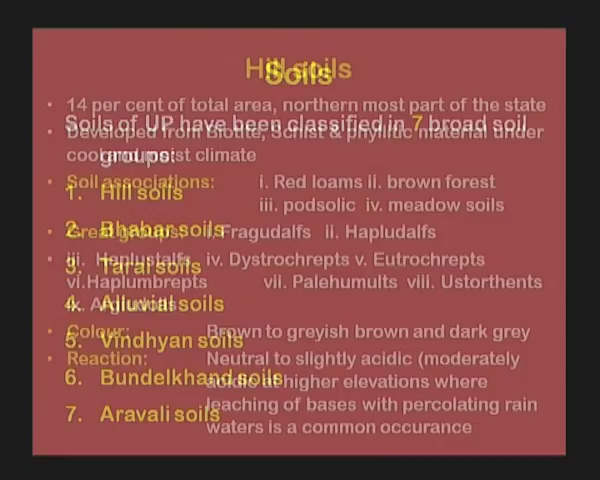 Soils
Soils of UP have been classified in 7 broad soil
groups:
1. Hill soils
2. Bhabar soils
3. Tarai soils
4. Alluvial soils
5. Vindhyan soils
6. Bundelkhand soils
7. Aravali soils
Hill soils
• 14 per cent of total area, northern most part of the state
• Developed from Biotite, Schist & phyllitic material under
cool and moist climate
• Soil associations: i. Red loams ii. brown forest
iii. podsolic iv. meadow soils
• Great groups: i. Fragudalfs ii. Hapludalfs
• iii. Haplustalfs iv. Dystrochrepts v. Eutrochrepts
vi.Haplumbrepts vii. Palehumults viii. Ustorthents
ix.
• Colour: Brown to greyish brown and dark grey
• Reaction: Neutral to slightly acidic (moderately
acidic at higher elevations where
leaching of bases with percolating rain
waters is a common occurance